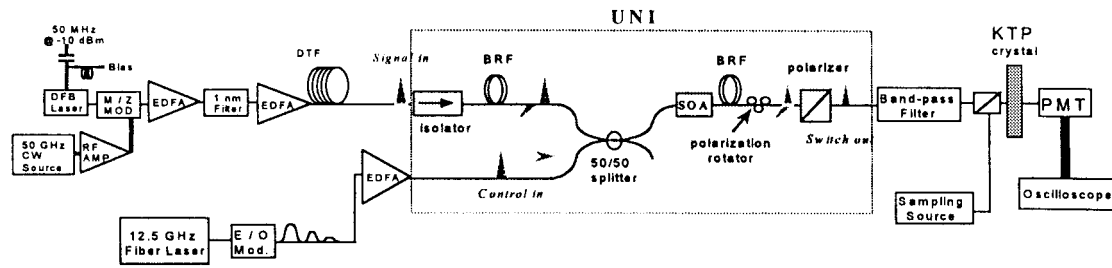 UNI
50 MHz
@ -10 dBm
Bias
DFB
Laser
M / Z
MOD
EDFA
1 nm
Filter
EDFA
DTF
Signal in
50 GHz
CW
Source
RF
AMP
isolator
BRF
50/50
splitter
Control in
EDFA
12.5 GHz
Fiber Laser
E / O
Mod.
SOA
BRF
polarization
rotator
polarizer
Switch out
Band-pass
Filter
Sampling
Source
KTP
crystal
PMT
Oscilloscope